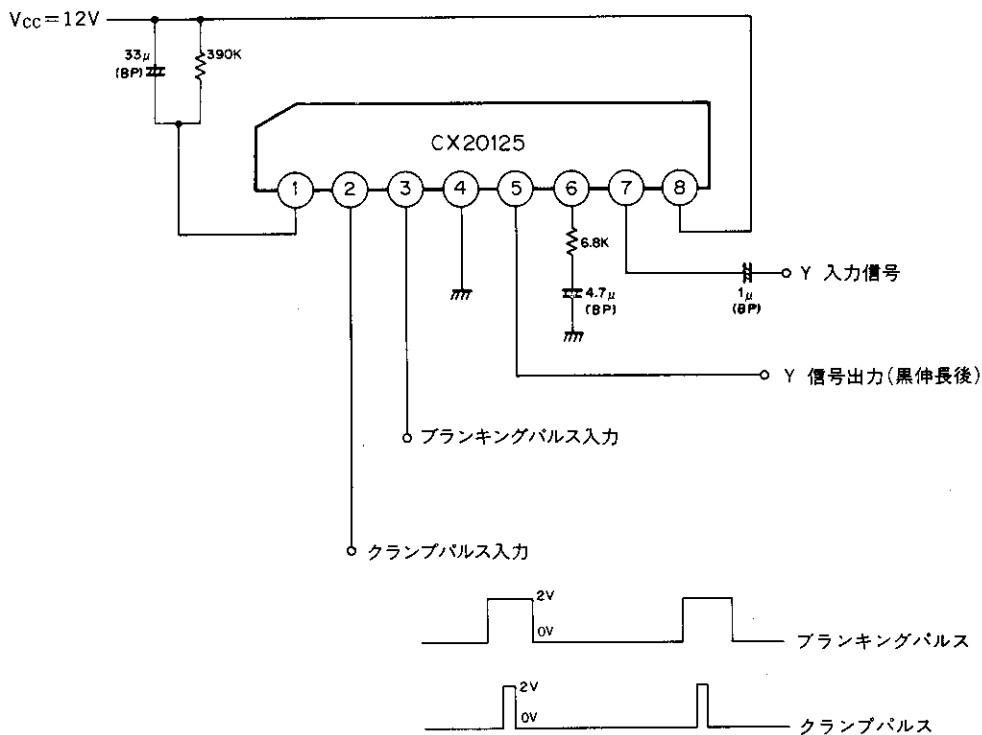 Vcc=12V
33μ
(BP)
390K
CX20125
1 2 3 4 5 6 7 8
6.8K
4.7μ
(BP)
1μ
(BP)
Y 入力信号
Y 信号出力(黒伸長後)
ブランキングパルス入力
クランプパルス入力
2V
0V
ブランキングパルス
2V
0V
クランプパルス